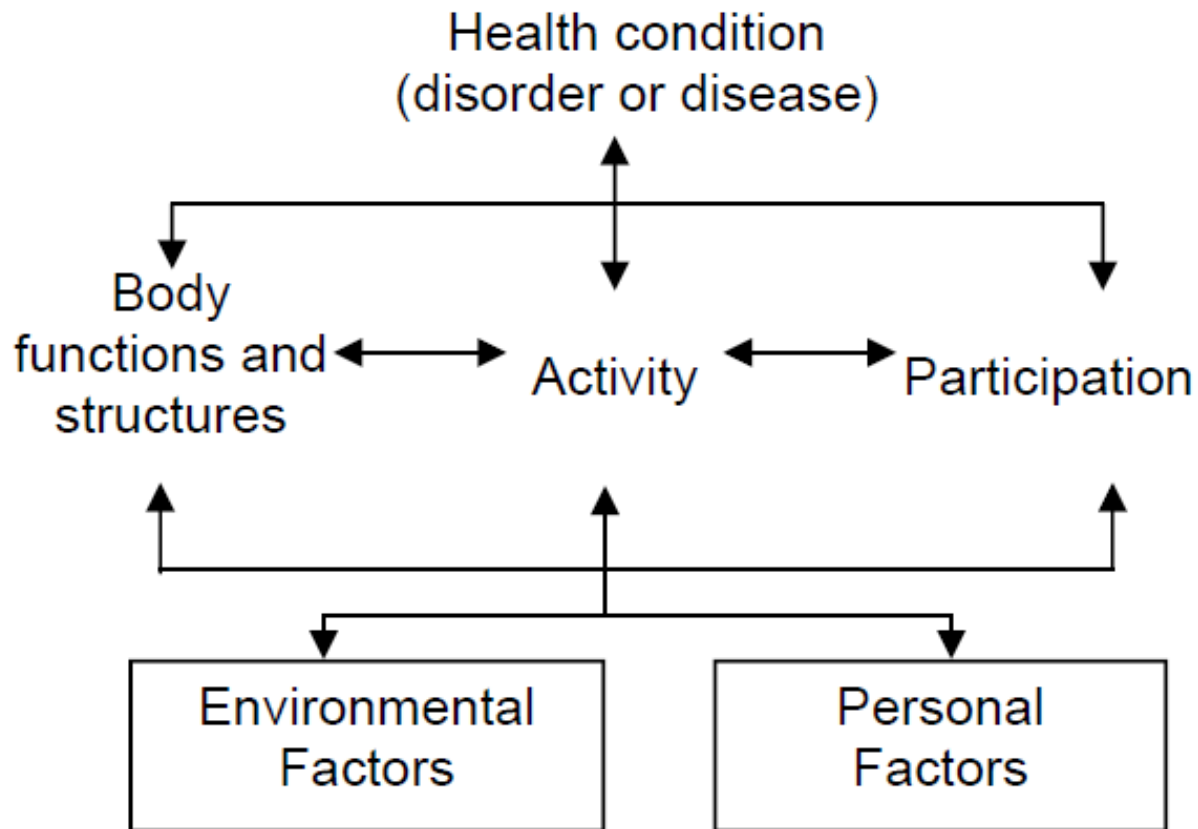 Health condition
(disorder or disease)
Body
functions and
structures
Activity
Participation
Environmental
Factors
Personal
Factors